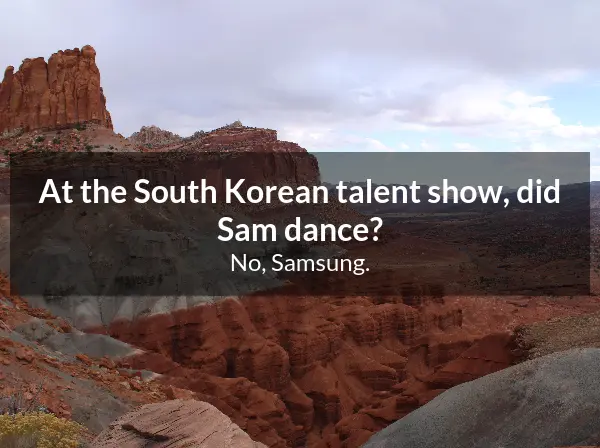 At the South Korean talent show, did
Sam dance?
No, Samsung.